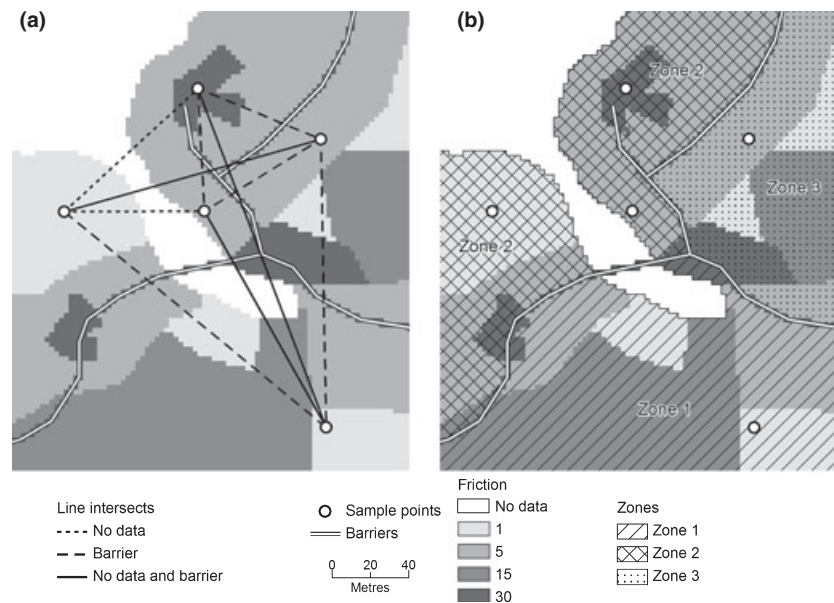 (a)
(b)
Zone 2
Zone 3
Zone 2
Zone 1
Line intersects
No data
Barrier
No data and barrier
Sample points
Barriers
0 20 40
Metres
Friction
No data
1
5
15
30
Zones
Zone 1
Zone 2
Zone 3